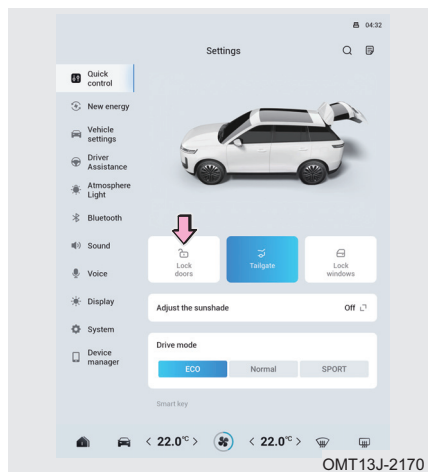 04:32
Settings
Quick
control
New energy
Vehicle
settings
Driver
Assistance
Atmosphere
Light
Bluetooth
Sound
Voice
Display
System
Device
manager
Lock
doors
Tailgate
Lock
windows
Adjust the sunshade Off
Drive mode
ECO Normal SPORT
Smart key
< 22.0°C > < 22.0°C >
OMT13J-2170